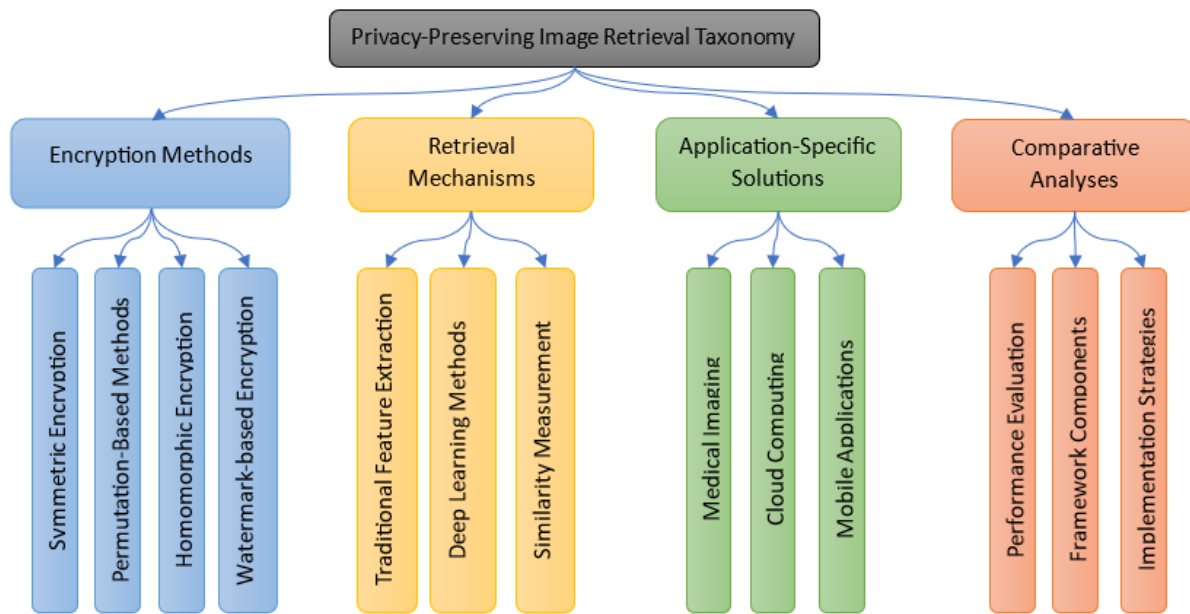 Privacy-Preserving Image Retrieval Taxonomy
Encryption Methods
Retrieval
Mechanisms
Application-Specific
Solutions
Comparative
Analyses
Symmetric Encryption
Permutation-Based Methods
Homomorphic Encryption
Watermark-based Encryption
Traditional Feature Extraction
Deep Learning Methods
Similarity Measurement
Medical Imaging
Cloud Computing
Mobile Applications
Performance Evaluation
Framework Components
Implementation Strategies